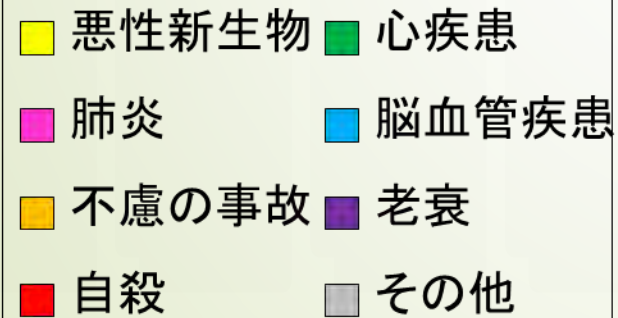 悪性新生物 心疾患
肺炎 脳血管疾患
不慮の事故 老衰
自殺 その他